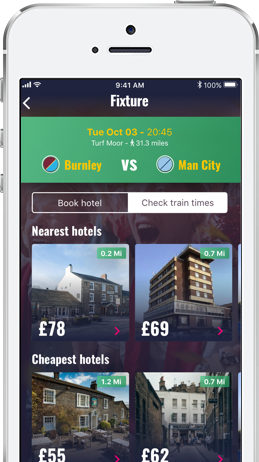 9:41 AM
100%
Fixture
Tue Oct 03 - 20:45
Turf Moor - 31.3 miles
Burnley VS Man City
Book hotel
Check train times
Nearest hotels
0.2 Mi
0.7 Mi
£78
£69
Cheapest hotels
1.2 Mi
0.7 Mi
£55
£62